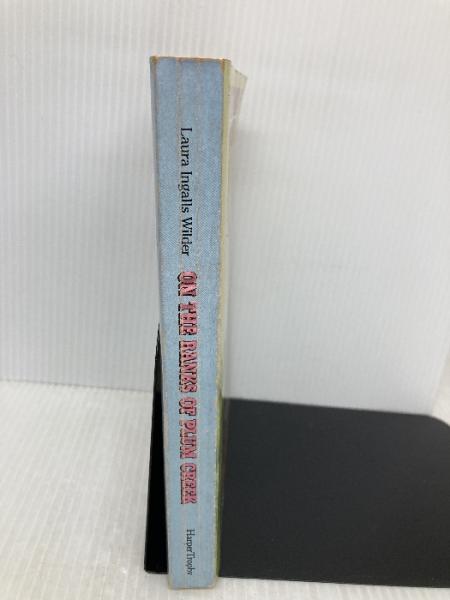 Laura Ingalls Wilder
ON THE BANKS OF PLUM CREEK
HarperTrophy